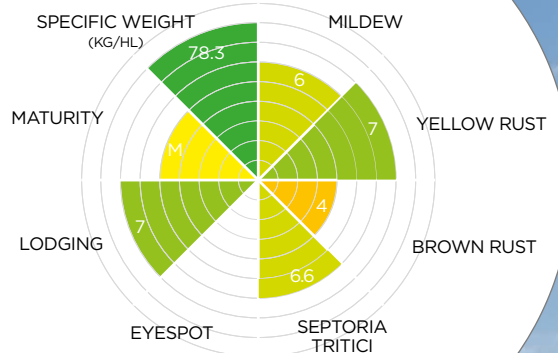 SPECIFIC WEIGHT
(KG/HL)
MILDEW
78.3
6
MATURITY
YELLOW RUST
7
M
4
7
LODGING
BROWN RUST
6.6
EYESPOT
SEPTORIA
TRITICI